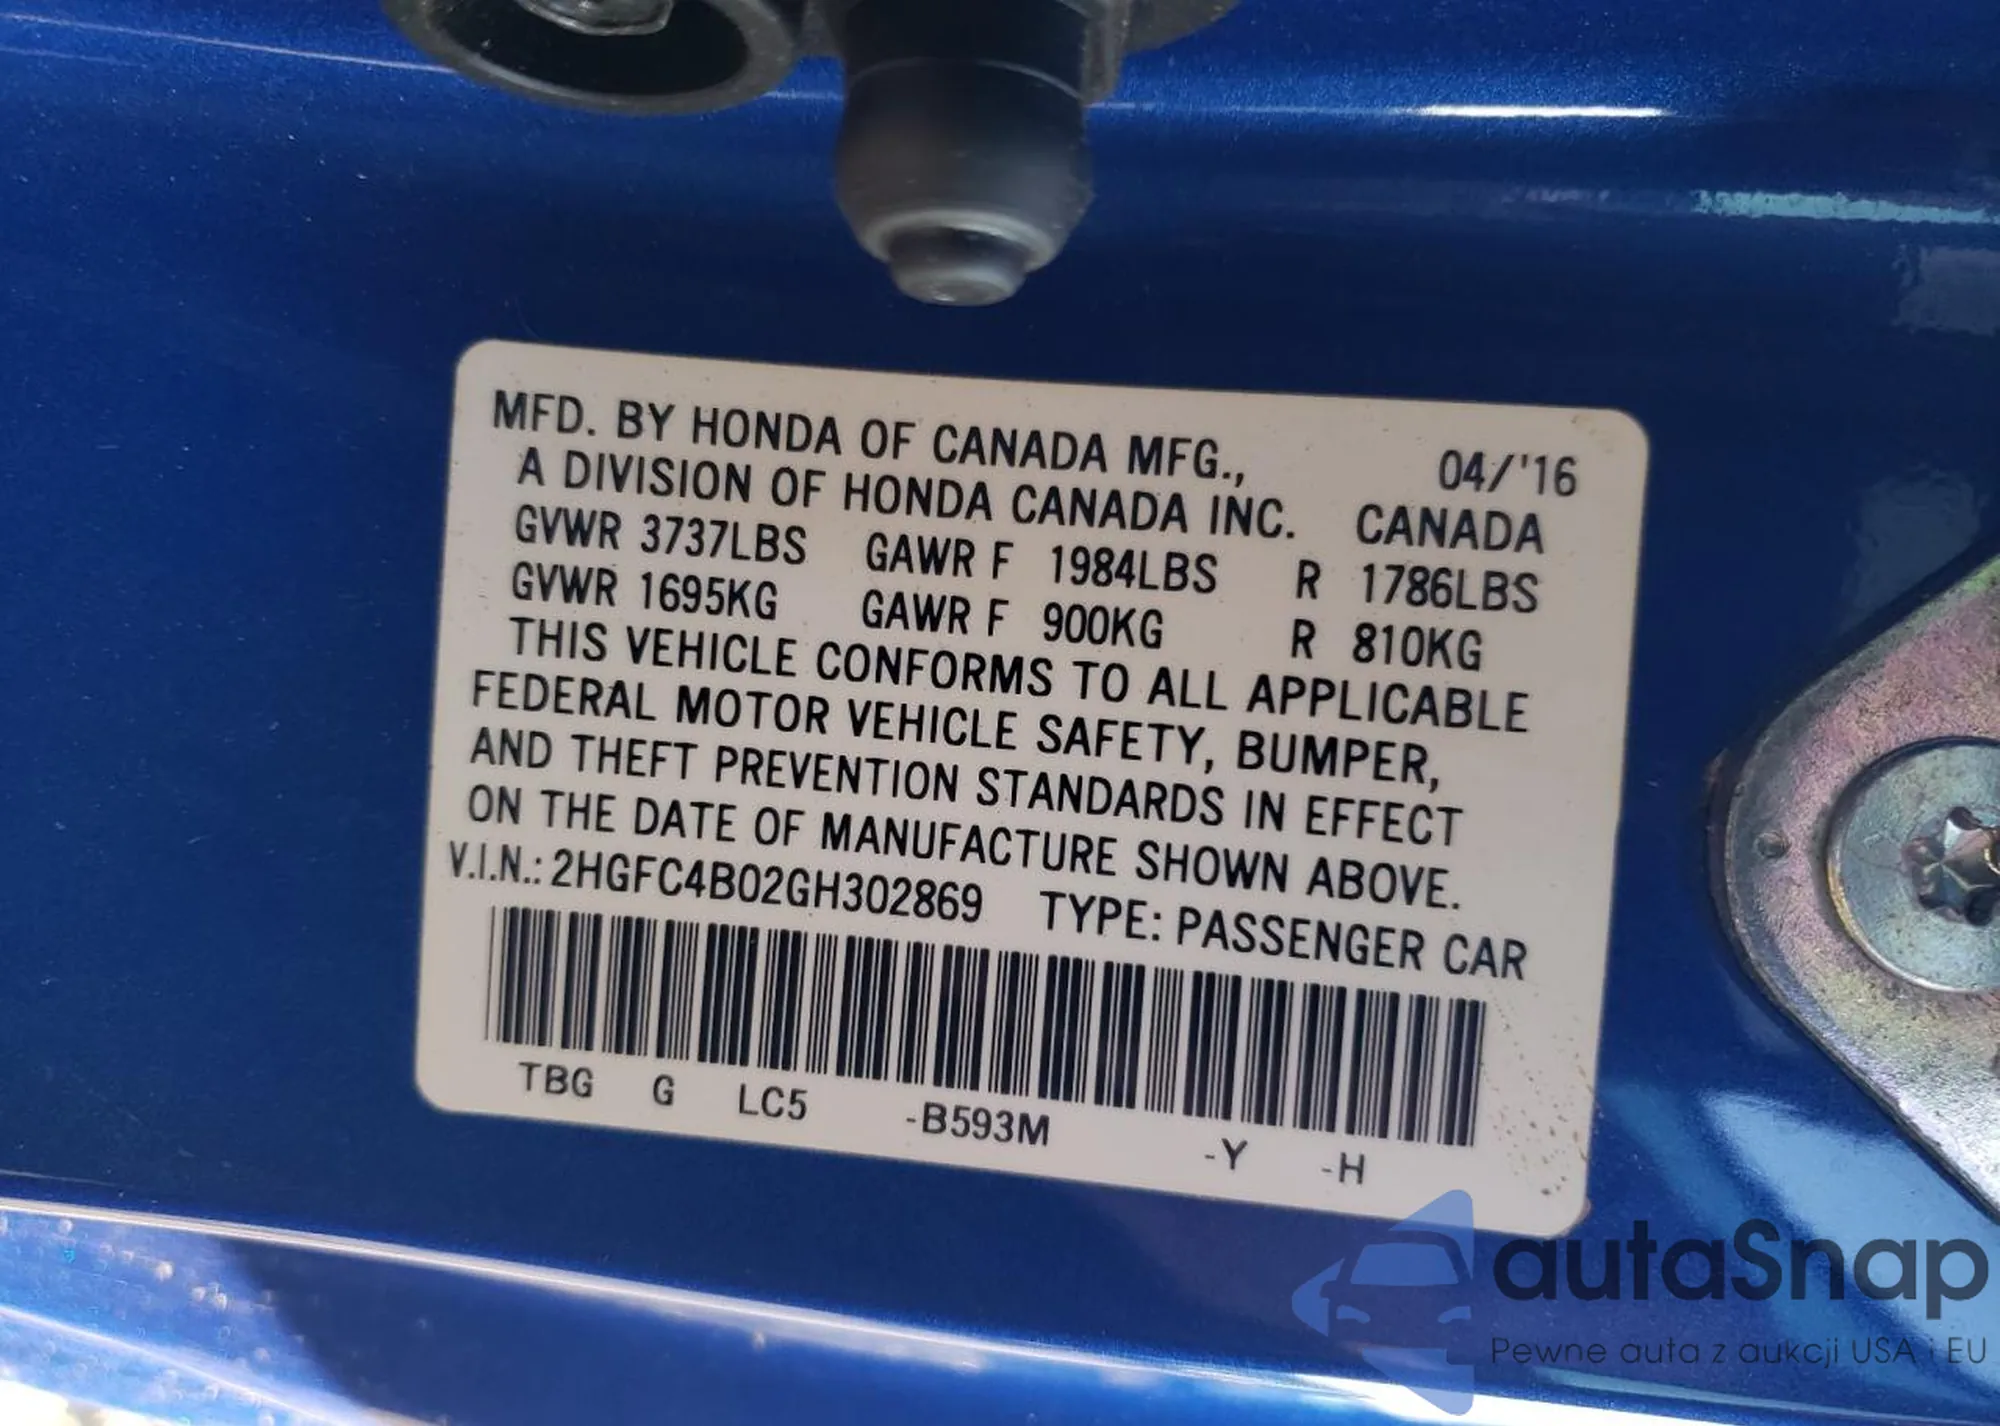 MFD. BY HONDA OF CANADA MFG., 04/'16
A DIVISION OF HONDA CANADA INC. CANADA
GVWR 3737LBS GAWR F 1984LBS R 1786LBS
GVWR 1695KG GAWR F 900KG R 810KG
THIS VEHICLE CONFORMS TO ALL APPLICABLE
FEDERAL MOTOR VEHICLE SAFETY, BUMPER,
AND THEFT PREVENTION STANDARDS IN EFFECT
ON THE DATE OF MANUFACTURE SHOWN ABOVE.
V.I.N.: 2HGFC4B02GH302869 TYPE: PASSENGER CAR
TBG G LC5 -B593M -Y -H
autaSnap
Pewne auta z aukcji USA i EU